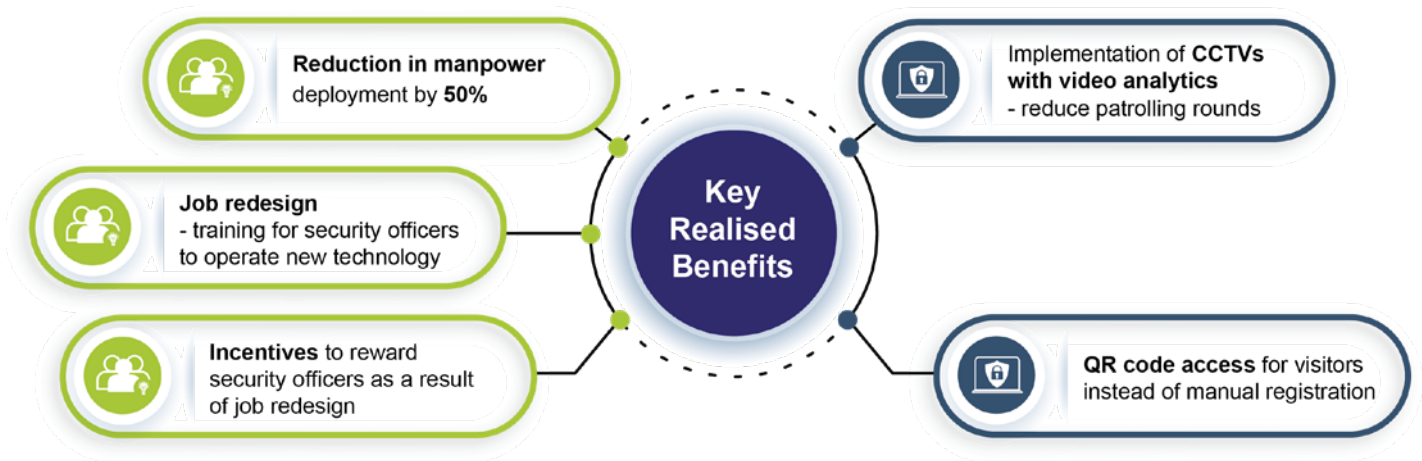 Reduction in manpower
deployment by 50%
Job redesign
- training for security officers
to operate new technology
Incentives to reward
security officers as a result
of job redesign
Key
Realised
Benefits
Implementation of CCTVs
with video analytics
- reduce patrolling rounds
QR code access for visitors
instead of manual registration